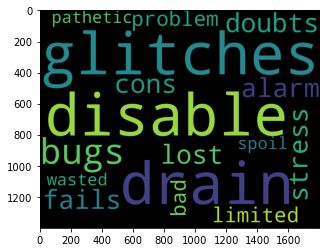 0
200
400
600
800
1000
1200
pathetic problem doubts
glitches
cons alarm
disable
bugs lost spoil
stress
wasted drain
fails bad limited
0 200 400 600 800 1000 1200 1400 1600